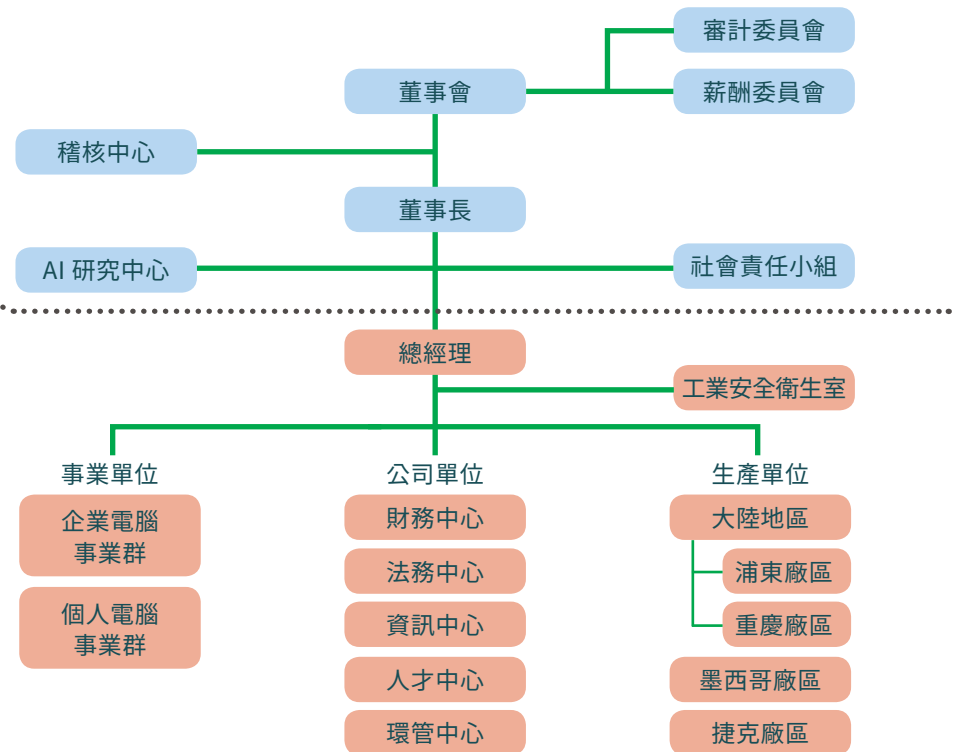 審計委員會
董事會
薪酬委員會
稽核中心
董事長
AI 研究中心
社會責任小組
總經理
工業安全衛生室
事業單位
企業電腦
事業群
個人電腦
事業群
公司單位
財務中心
法務中心
資訊中心
人才中心
環管中心
生產單位
大陸地區
浦東廠區
重慶廠區
墨西哥廠區
捷克廠區